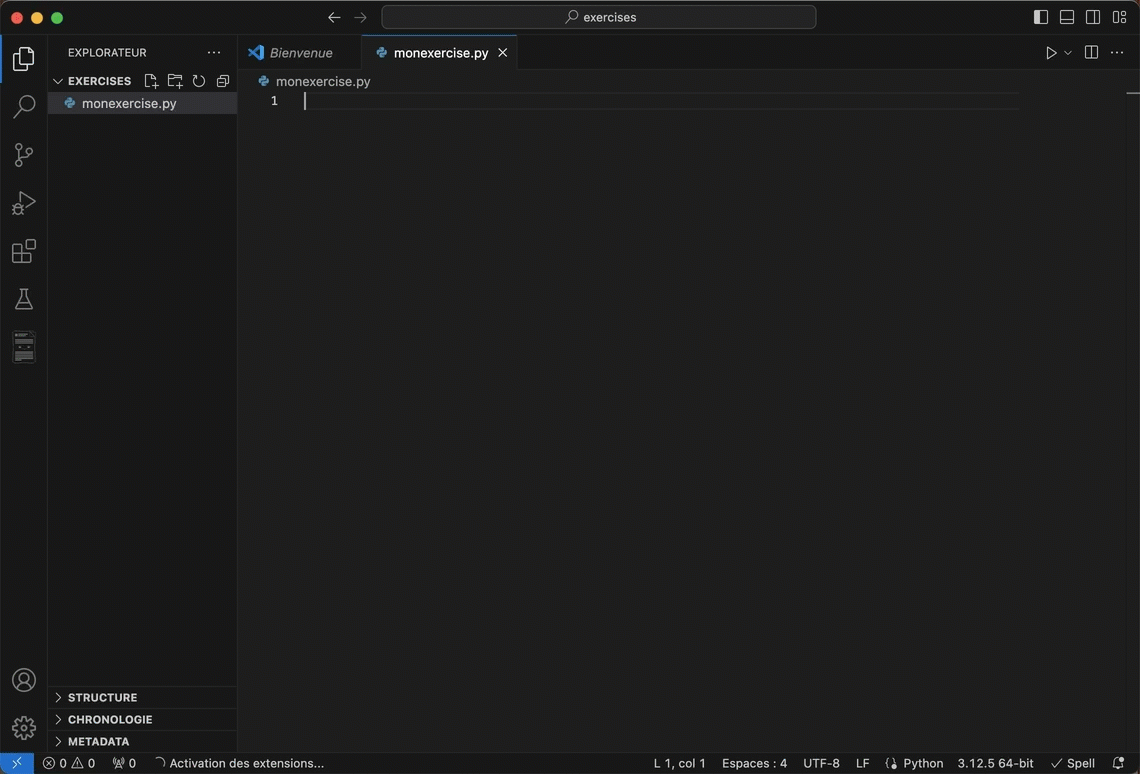 exercises
EXPLORATEUR
Bienvenue
monexercise.py
EXERCISES
monexercise.py
monexercise.py
1
STRUCTURE
CHRONOLOGIE
METADATA
0 0 0 Activation des extensions... L 1, col 1 Espaces : 4 UTF-8 LF Python 3.12.5 64-bit Spell